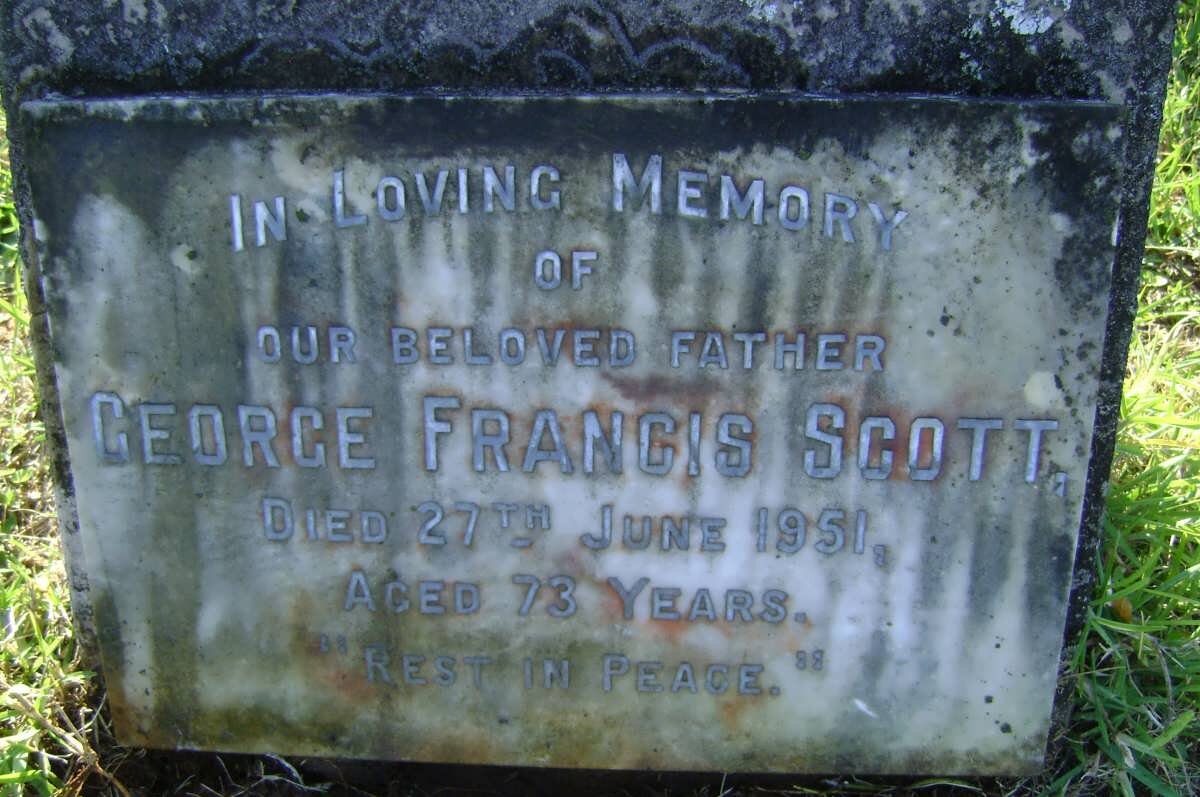 In Loving Memory
OF
OUR BELOVED FATHER
George Francis Scott,
Died 27TH June 1951,
Aged 73 Years.
"Rest in Peace."